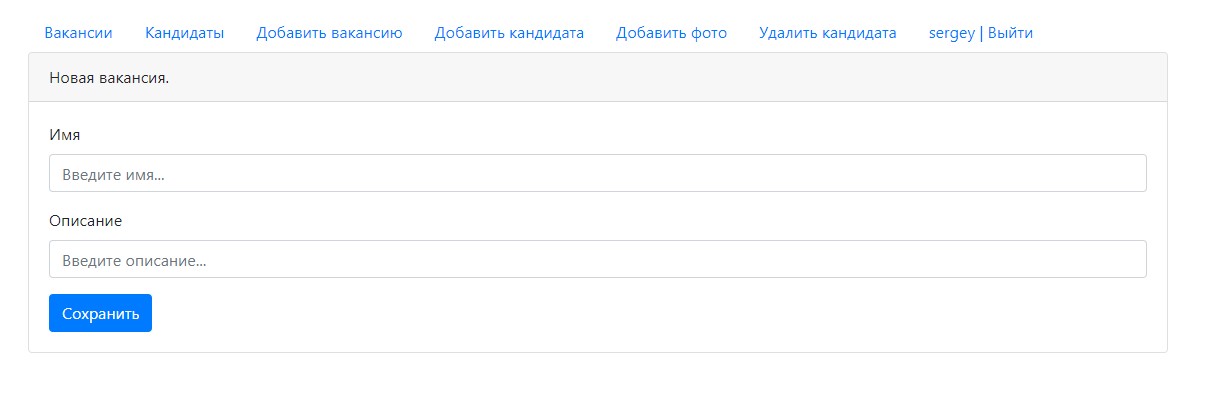 Вакансии Кандидаты Добавить вакансию Добавить кандидата Добавить фото Удалить кандидата sergey | Выйти
Новая вакансия.
Имя
Введите имя...
Описание
Введите описание...
Сохранить